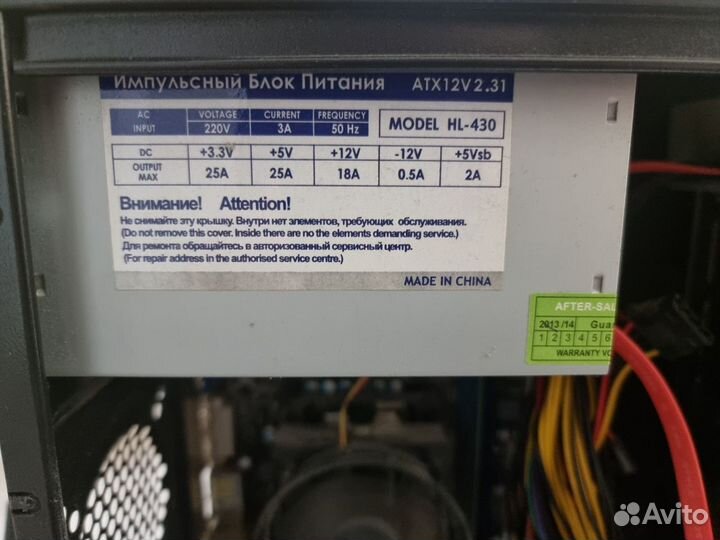 Импульсный Блок Питания ATX12V 2.31
AC INPUT VOLTAGE CURRENT FREQUENCY
220V 3A 50 Hz
MODEL HL-430
DC +3.3V +5V +12V -12V +5Vsb
OUTPUT MAX 25A 25A 18A 0.5A 2A
Внимание! Attention!
Не снимайте эту крышку. Внутри нет элементов, требующих обслуживания.
(Do not remove this cover. Inside there are no the elements demanding service.)
Для ремонта обращайтесь в авторизованный сервисный центр.
(For repair address in the authorised service centre.)
MADE IN CHINA
AFTER-SAL
2013/14 Gua
1 2 3 4 5 6
WARRANTY VO
Avito